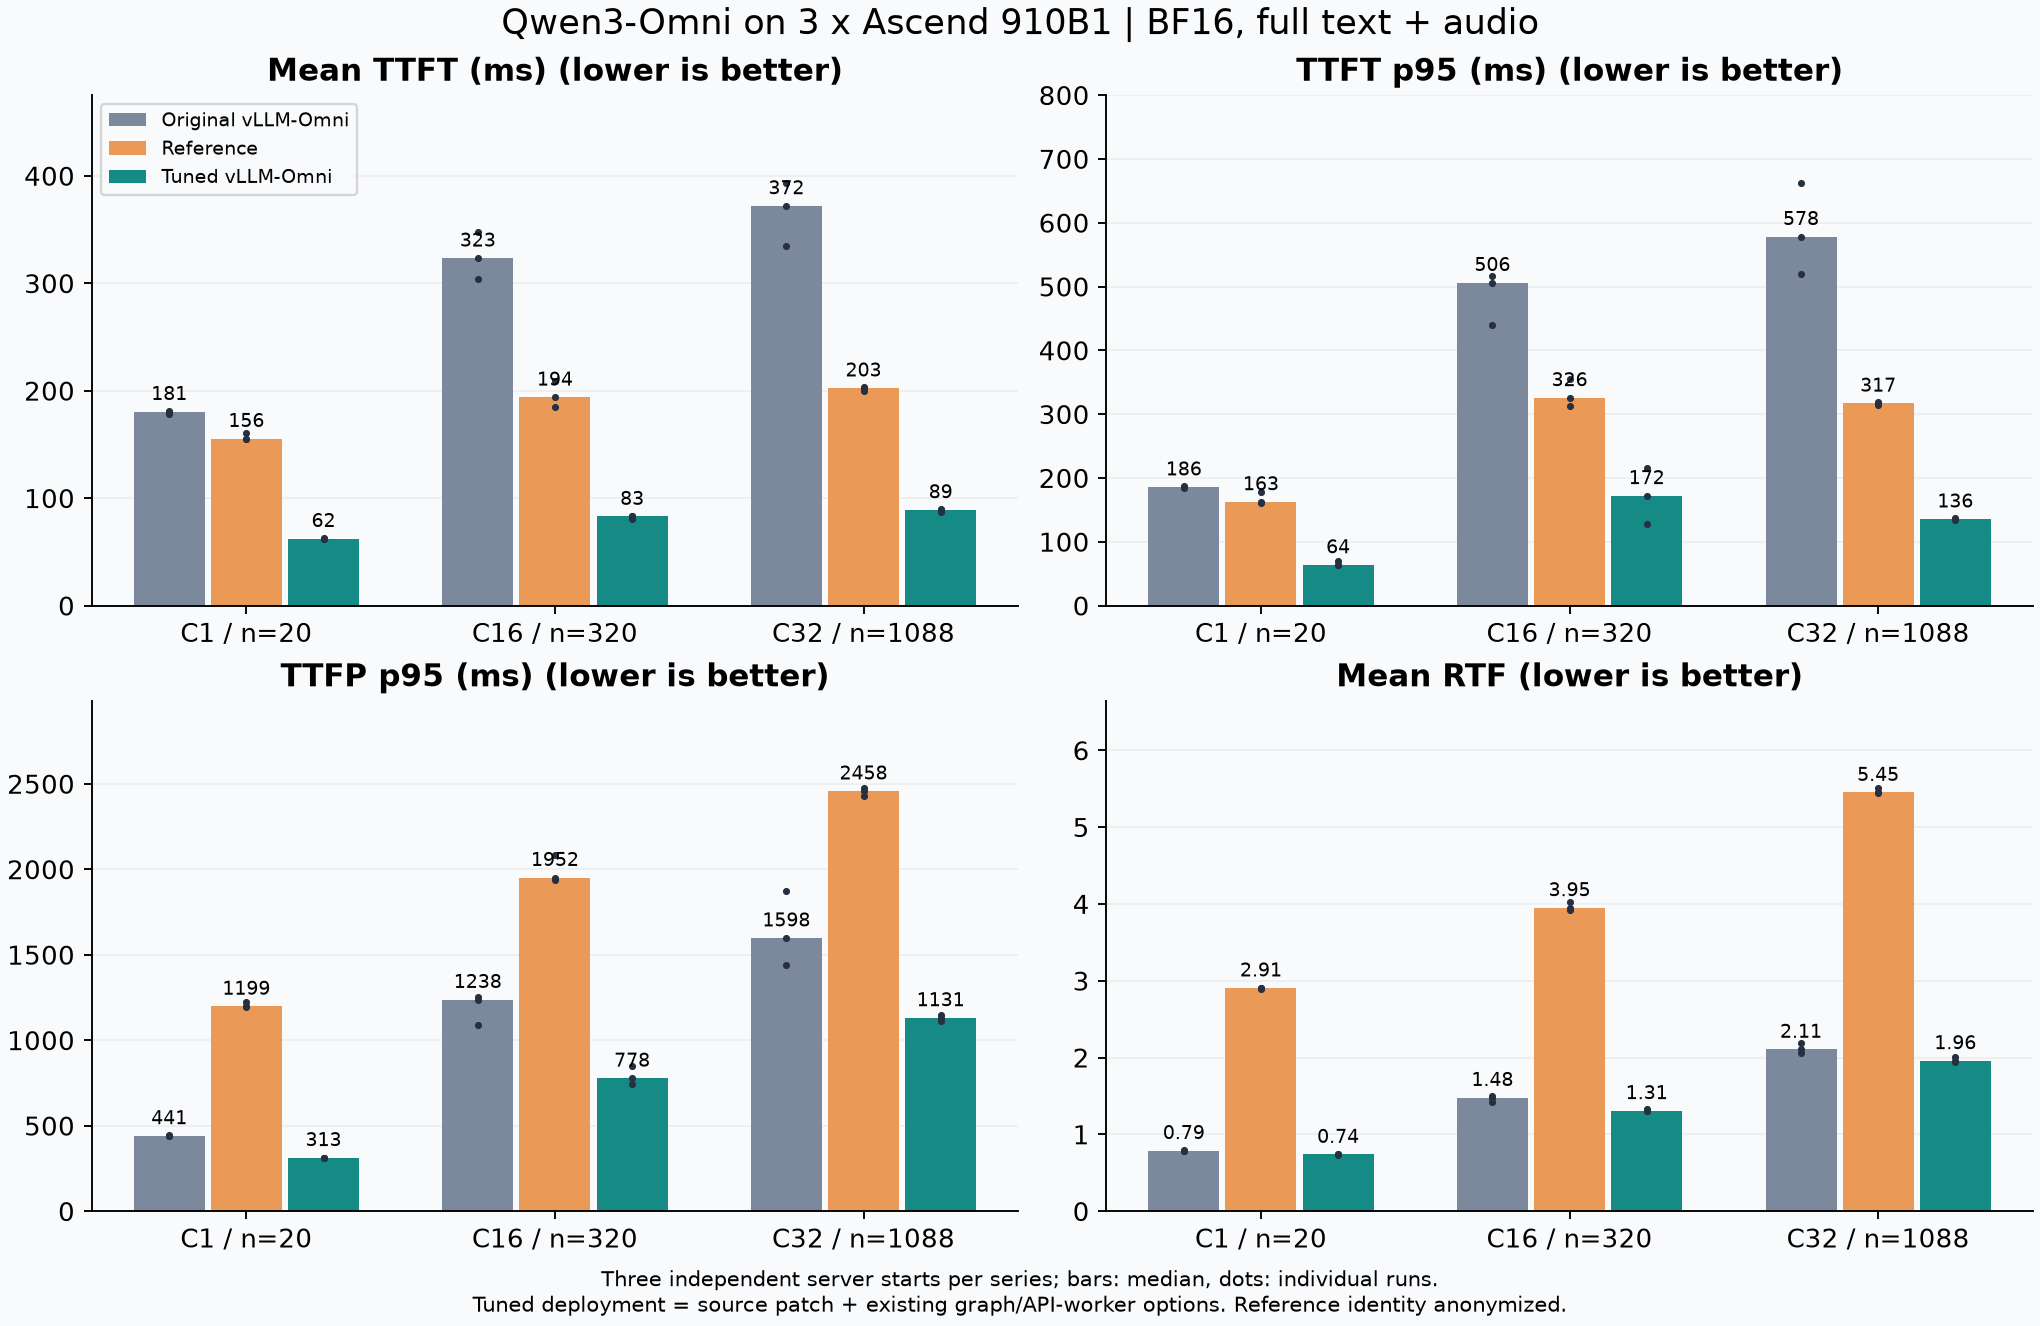 Qwen3-Omni on 3 x Ascend 910B1 | BF16, full text + audio
Mean TTFT (ms) (lower is better)
Original vLLM-Omni
Reference
Tuned vLLM-Omni
400
300
200
100
0
181
156
62
323
194
83
372
203
89
C1 / n=20
C16 / n=320
C32 / n=1088
TTFT p95 (ms) (lower is better)
800
700
600
500
400
300
200
100
0
186
163
64
506
326
172
578
317
136
C1 / n=20
C16 / n=320
C32 / n=1088
TTFP p95 (ms) (lower is better)
2500
2000
1500
1000
500
0
441
1199
313
1238
1952
778
1598
2458
1131
C1 / n=20
C16 / n=320
C32 / n=1088
Mean RTF (lower is better)
6
5
4
3
2
1
0
0.79
2.91
0.74
1.48
3.95
1.31
2.11
5.45
1.96
C1 / n=20
C16 / n=320
C32 / n=1088
Three independent server starts per series; bars: median, dots: individual runs.
Tuned deployment = source patch + existing graph/API-worker options. Reference identity anonymized.